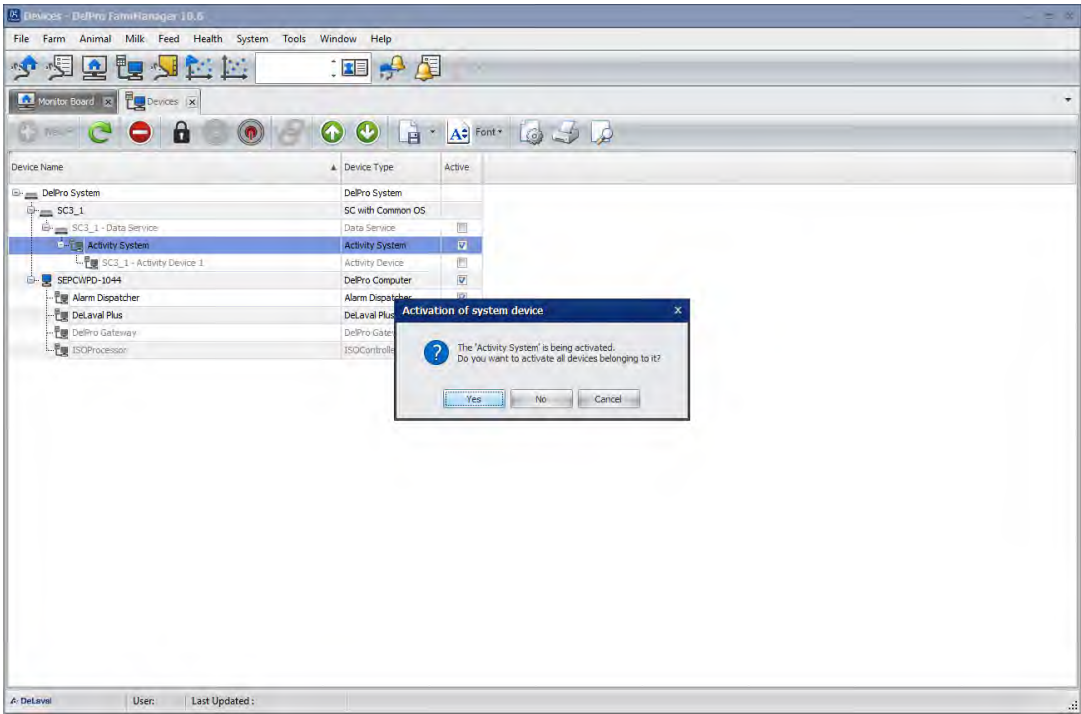 Devices - DelPro FarmManager 10.6
File Farm Animal Milk Feed Health System Tools Window Help
Monitor Board Devices
New Font
Device Name Device Type Active
DelPro System DelPro System
SC3_1 SC with Common OS
SC3_1 - Data Service Data Service
Activity System Activity System
SC3_1 - Activity Device 1 Activity Device
SEPCWPD-1044 DelPro Computer
Alarm Dispatcher Alarm Dispatcher
DeLaval Plus DeLaval Plus
DelPro Gateway DelPro Gate
ISOProcessor ISOControlle
Activation of system device x
The 'Activity System' is being activated.
Do you want to activate all devices belonging to it?
Yes No Cancel
DeLaval User: Last Updated :